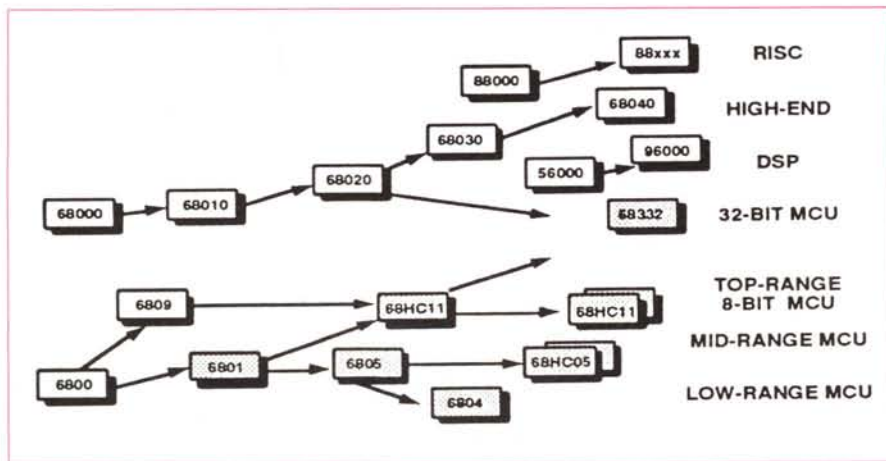 88xxx
RISC
88000
68040
HIGH-END
68030
96000
DSP
56000
68020
68010
68000
68332
32-BIT MCU
6809
68HC11
68HC11
TOP-RANGE
8-BIT MCU
MID-RANGE MCU
6800
6801
6805
68HC05
6804
LOW-RANGE MCU